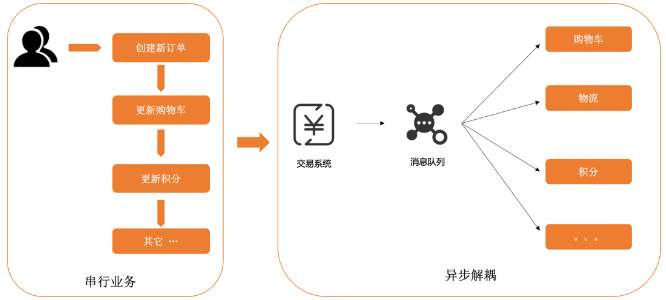 创建新订单
更新购物车
更新积分
其它 …
串行业务
交易系统
消息队列
购物车
物流
积分
。。。
异步解耦